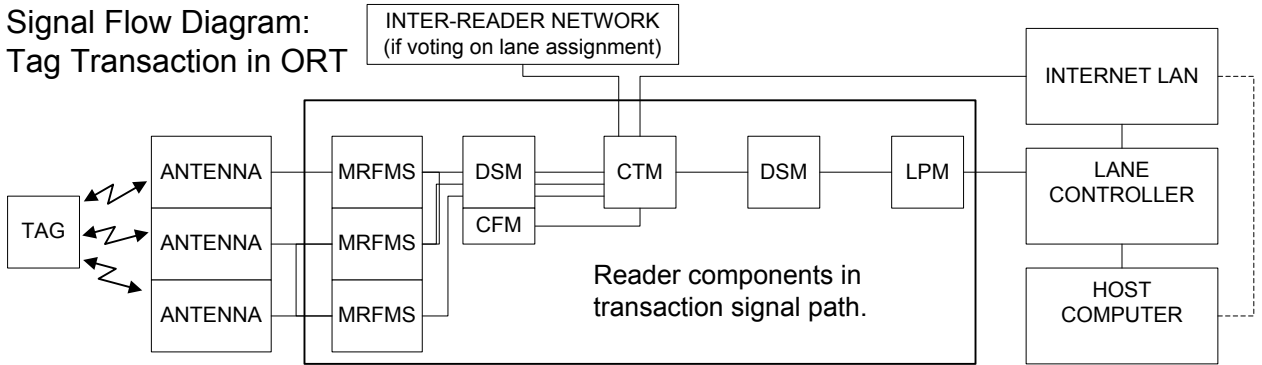 Signal Flow Diagram:
Tag Transaction in ORT
INTER-READER NETWORK
(if voting on lane assignment)
INTERNET LAN
ANTENNA
MRFMS
DSM
CTM
DSM
LPM
LANE
CONTROLLER
TAG
ANTENNA
MRFMS
CFM
Reader components in
transaction signal path.
ANTENNA
MRFMS
HOST
COMPUTER